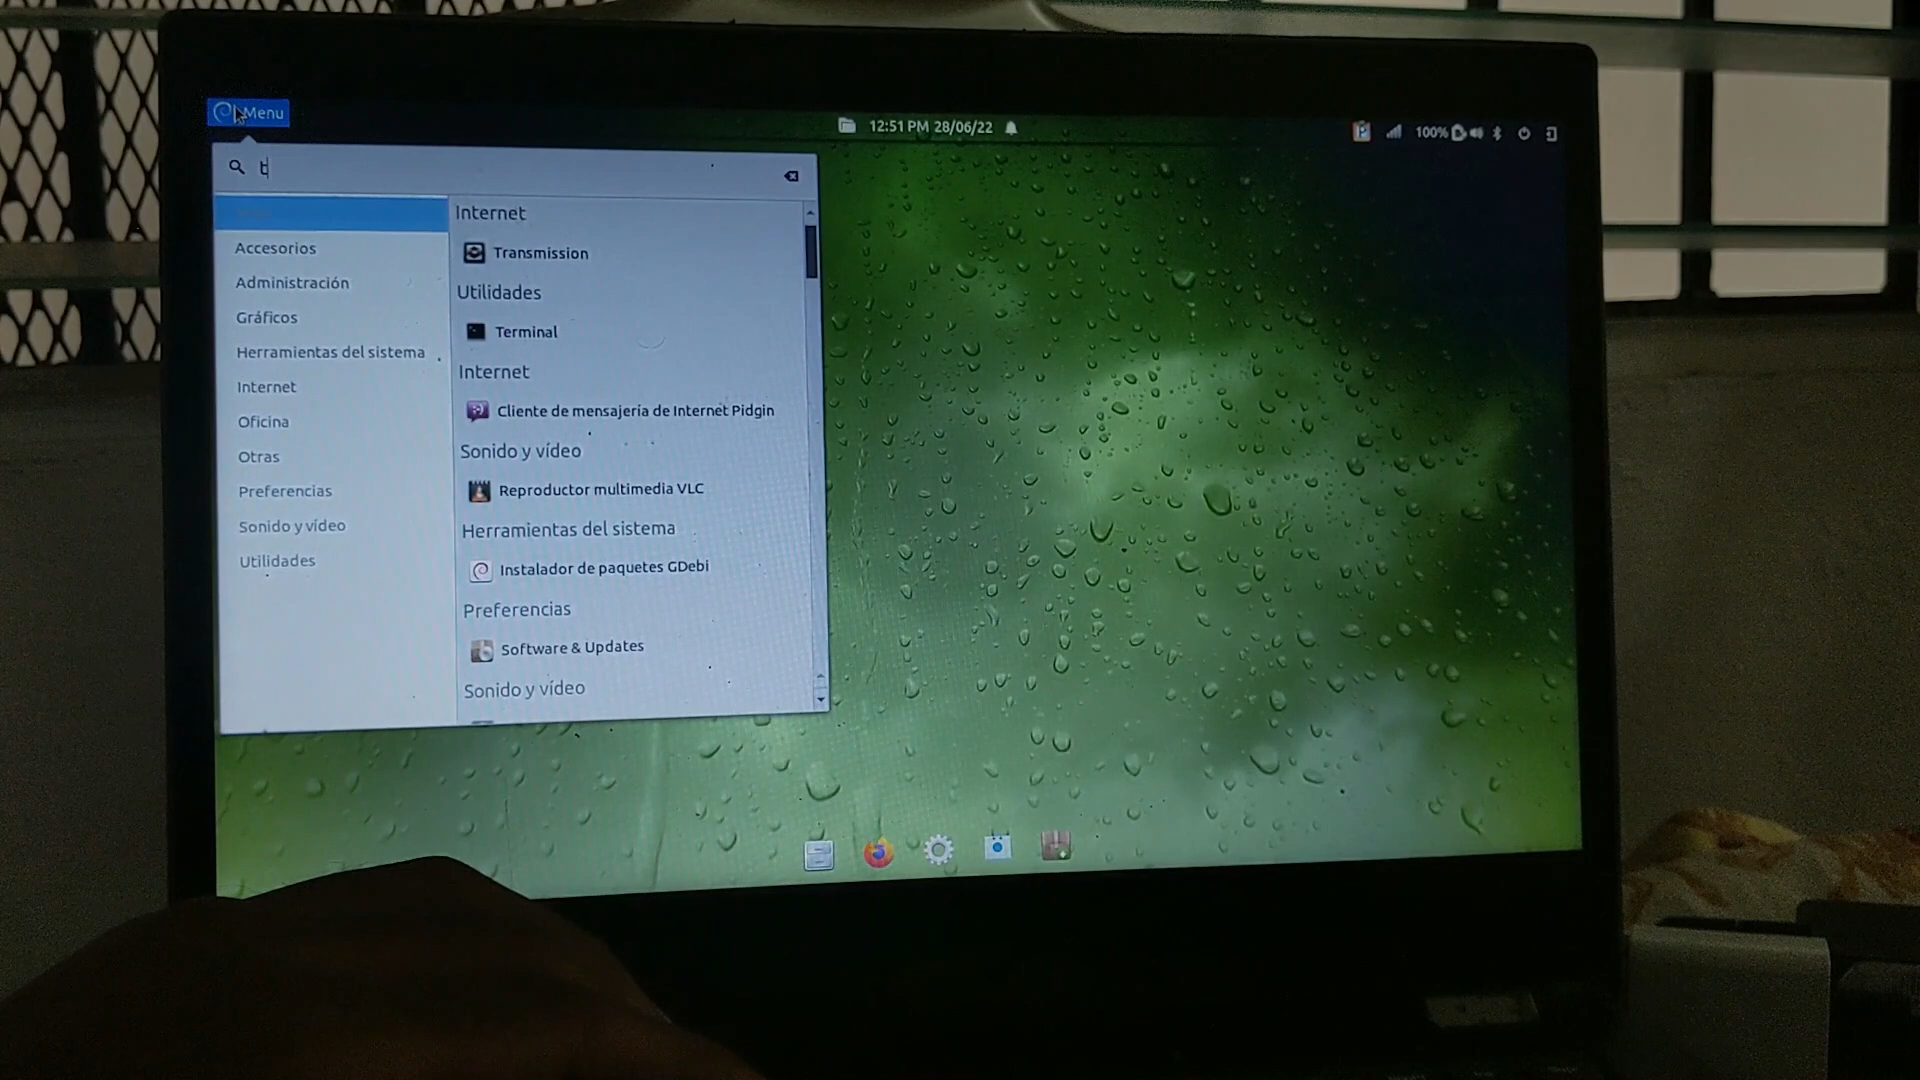 Menu
12:51 PM 28/06/22
100%
t
Internet
Transmission
Utilidades
Terminal
Internet
Cliente de mensajería de Internet Pidgin
Sonido y vídeo
Reproductor multimedia VLC
Herramientas del sistema
Instalador de paquetes GDebi
Preferencias
Software & Updates
Sonido y vídeo
Accesorios
Administración
Gráficos
Herramientas del sistema
Internet
Oficina
Otras
Preferencias
Sonido y vídeo
Utilidades